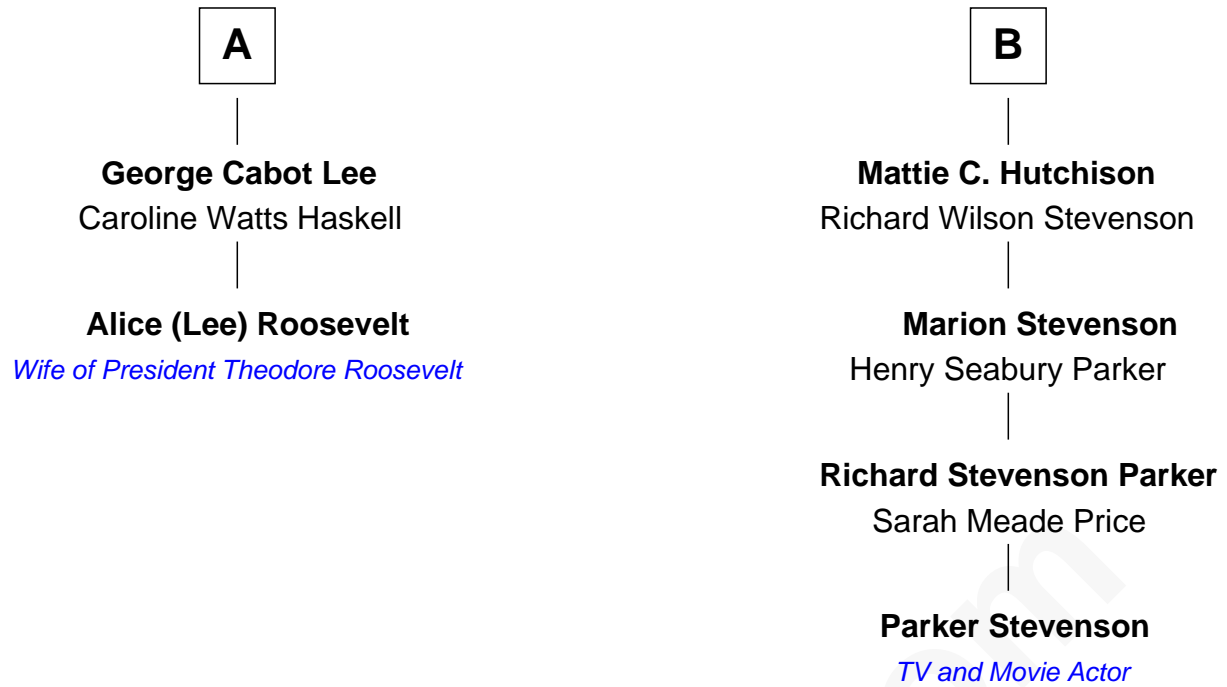 A
George Cabot Lee
Caroline Watts Haskell
Alice (Lee) Roosevelt
Wife of President Theodore Roosevelt
B
Mattie C. Hutchison
Richard Wilson Stevenson
Marion Stevenson
Henry Seabury Parker
Richard Stevenson Parker
Sarah Meade Price
Parker Stevenson
TV and Movie Actor